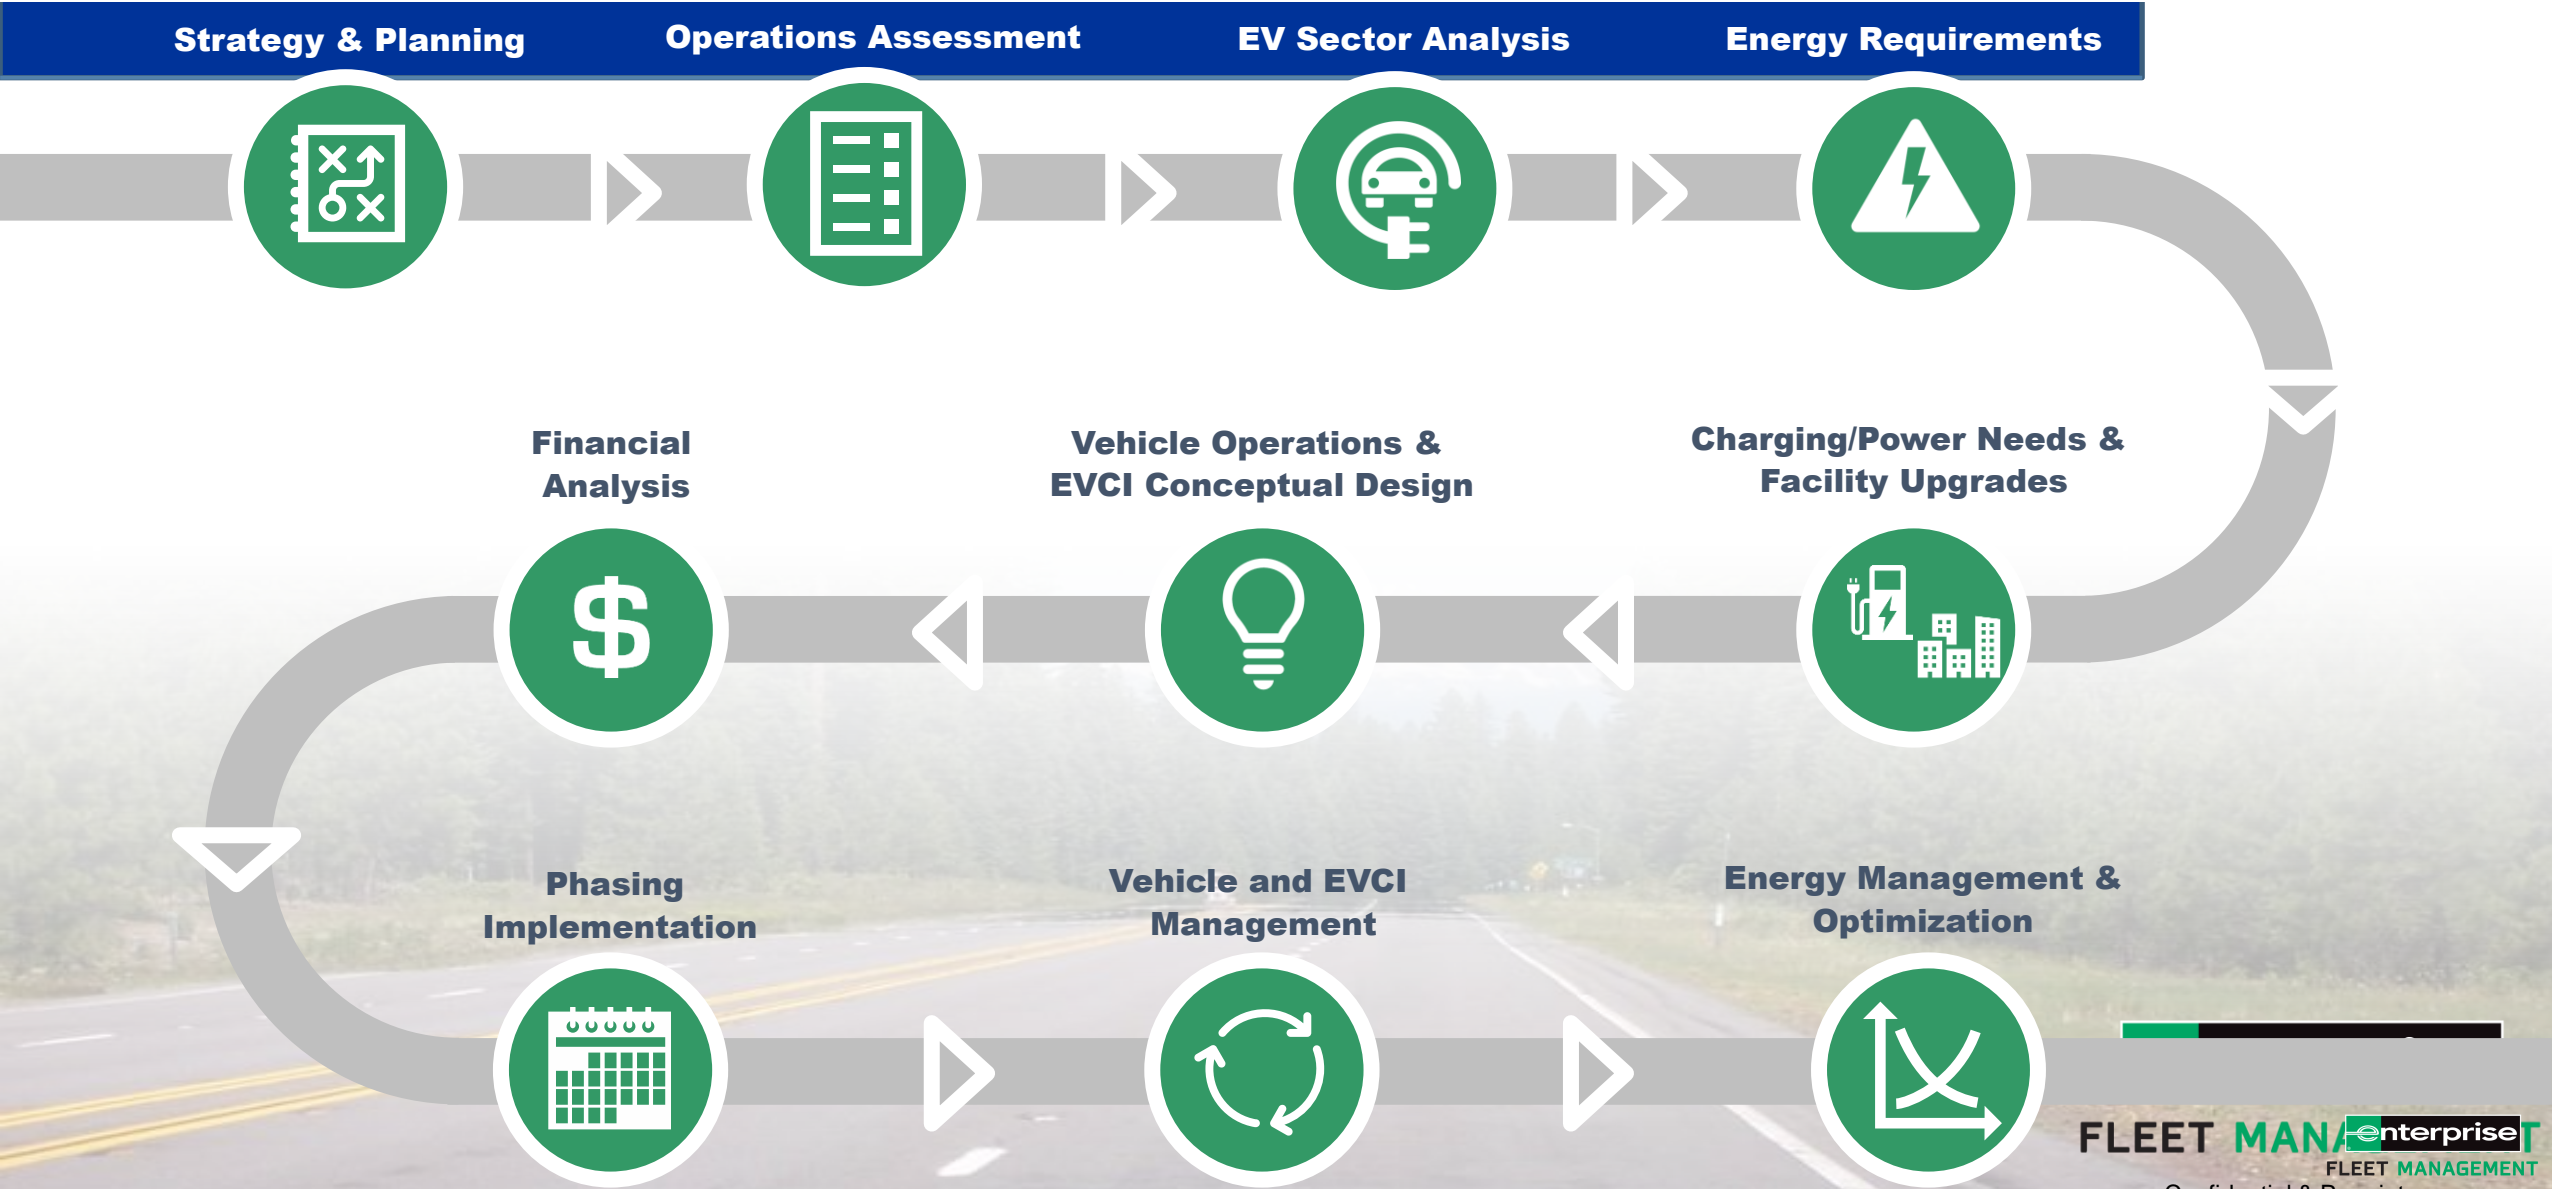 Strategy & Planning
Operations Assessment
EV Sector Analysis
Energy Requirements
Charging/Power Needs &
Facility Upgrades
Vehicle Operations &
EVCI Conceptual Design
Financial
Analysis
$
Phasing
Implementation
Vehicle and EVCI
Management
Energy Management &
Optimization
FLEET
enterprise
FLEET MANAGEMENT